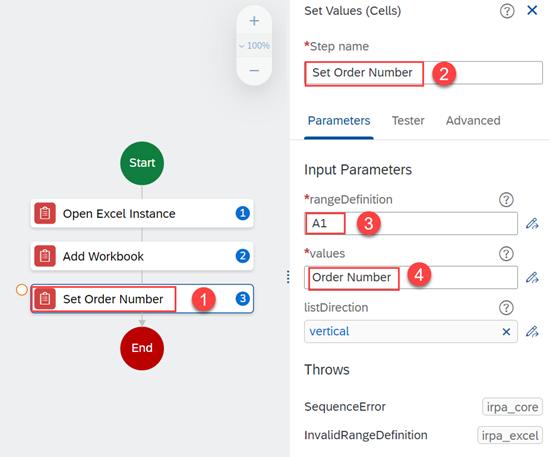 100%
Start
Open Excel Instance 1
Add Workbook 2
Set Order Number 1 3
End
Set Values (Cells) ?
*Step name
Set Order Number 2
Parameters Tester Advanced
Input Parameters
*rangeDefinition ?
A1 3
*values ?
Order Number 4
listDirection ?
vertical
Throws
SequenceError irpa_core
InvalidRangeDefinition irpa_excel